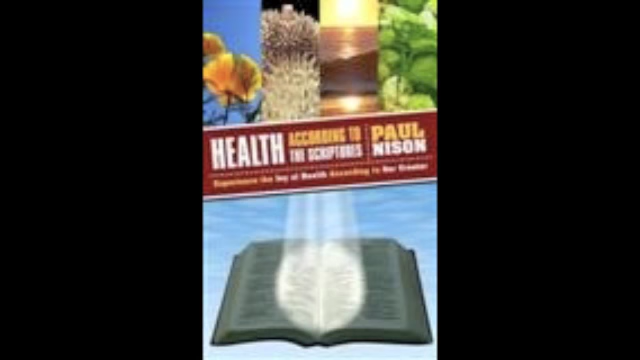 HEALTH
ACCORDING TO
THE SCRIPTURES
PAUL
NISON
Experience the Joy of Health According to Our Creator